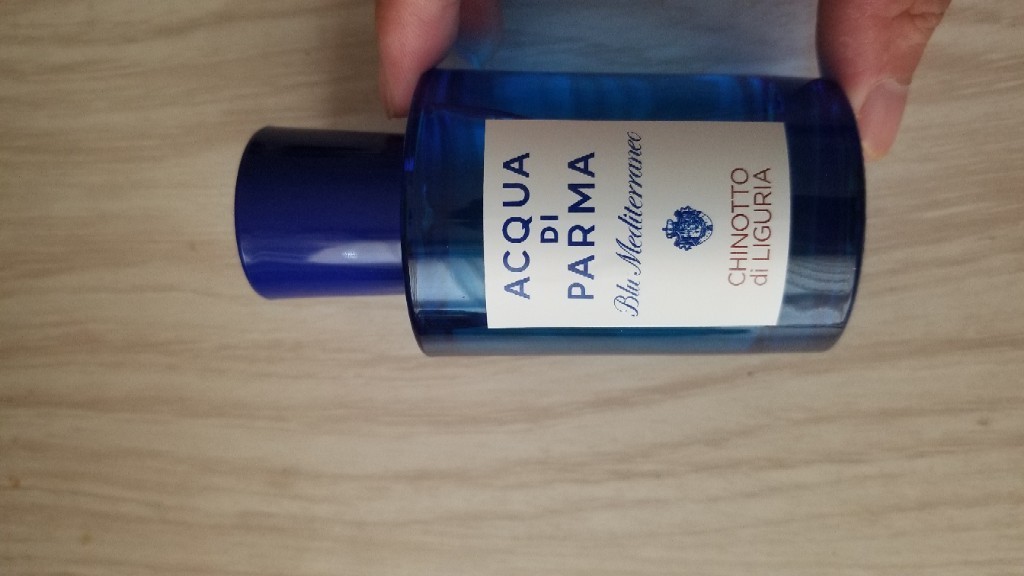 ACQUA
DI
PARMA
Blu Mediterraneo
CHINOTTO
di LIGURIA